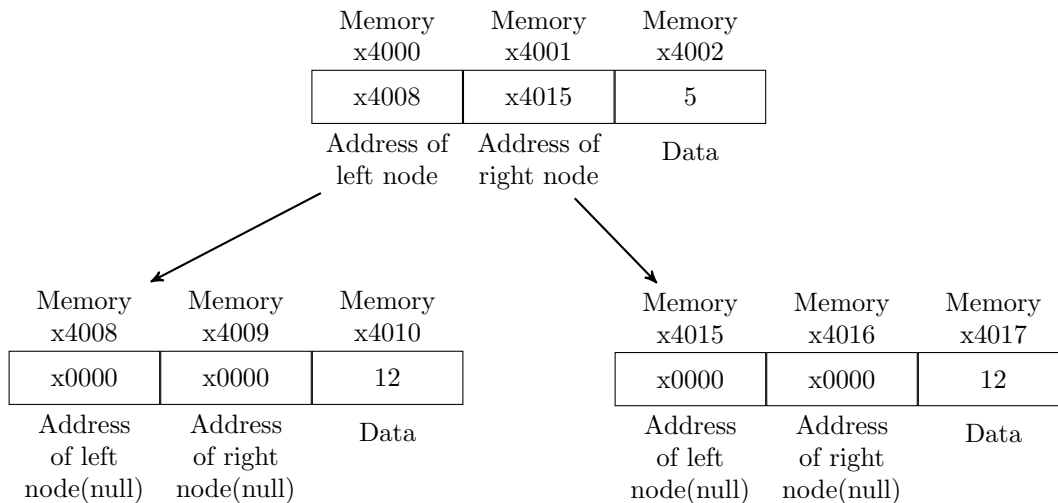 Memory Memory Memory
x4000 x4001 x4002
x4008 x4015 5
Address of Address of Data
left node right node
Memory Memory Memory
x4008 x4009 x4010
x0000 x0000 12
Address Address Data
of left of right
node(null) node(null)
Memory Memory Memory
x4015 x4016 x4017
x0000 x0000 12
Address Address Data
of left of right
node(null) node(null)